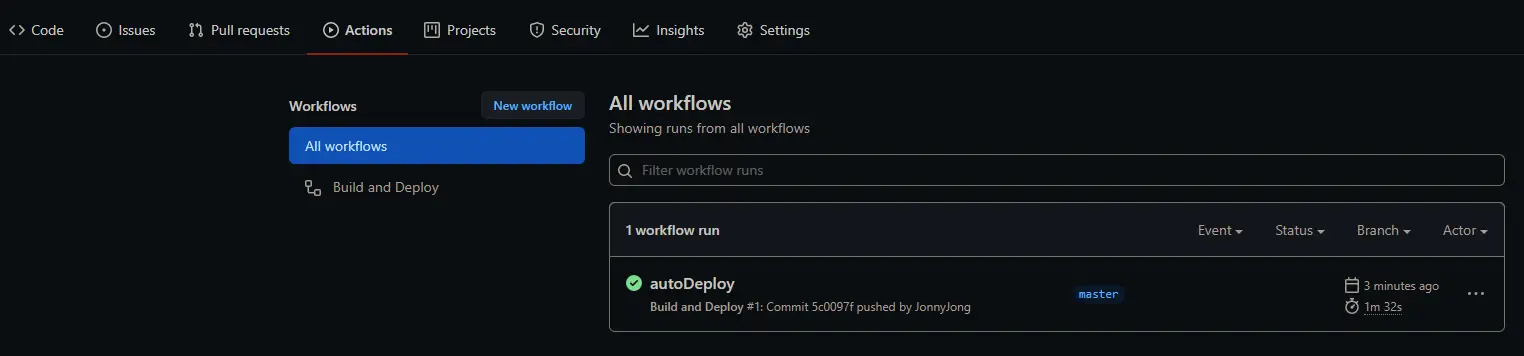 Code Issues Pull requests Actions Projects Security Insights Settings
Workflows
New workflow
All workflows
Build and Deploy
All workflows
Showing runs from all workflows
Filter workflow runs
1 workflow run Event Status Branch Actor
autoDeploy
Build and Deploy #1: Commit 5c0097f pushed by JonnyJong
master
3 minutes ago
1m 32s